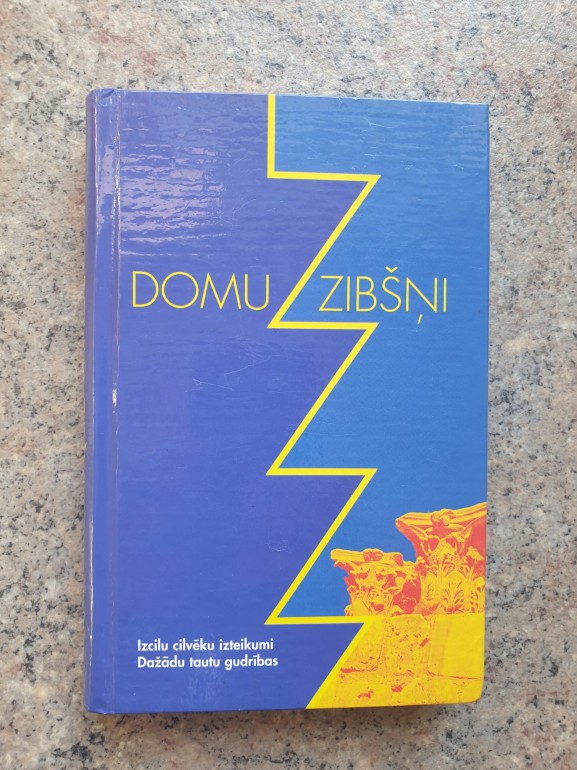 DOMU ZIBŠŅI
Izcilu cilvēku izteikumi
Dažādu tautu gudrības